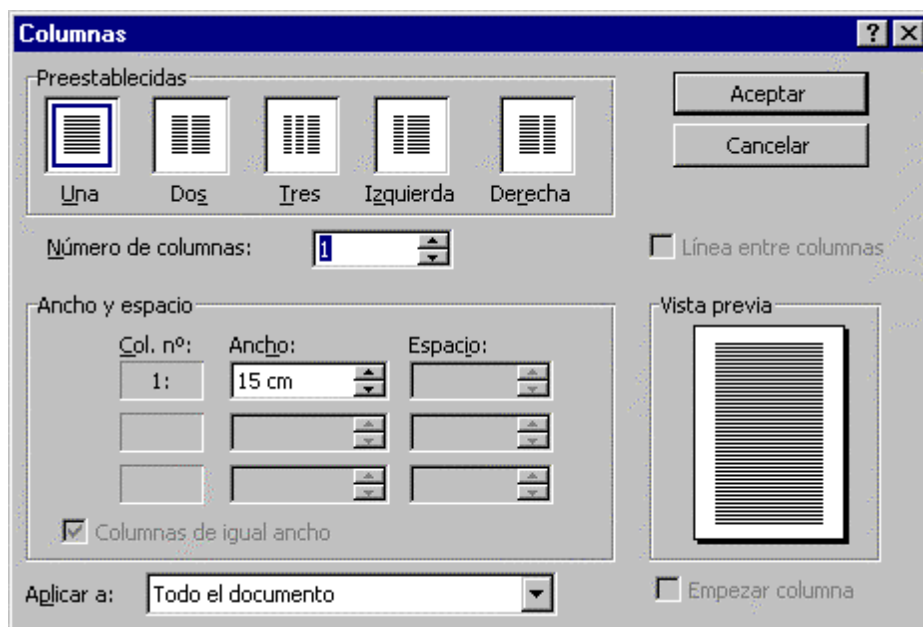 Columnas
Preestablecidas
Una Dos Tres Izquierda Derecha
Aceptar
Cancelar
Número de columnas: 1
Línea entre columnas
Ancho y espacio
Col. nº: Ancho: Espacio:
1: 15 cm
Columnas de igual ancho
Vista previa
Aplicar a: Todo el documento
Empezar columna